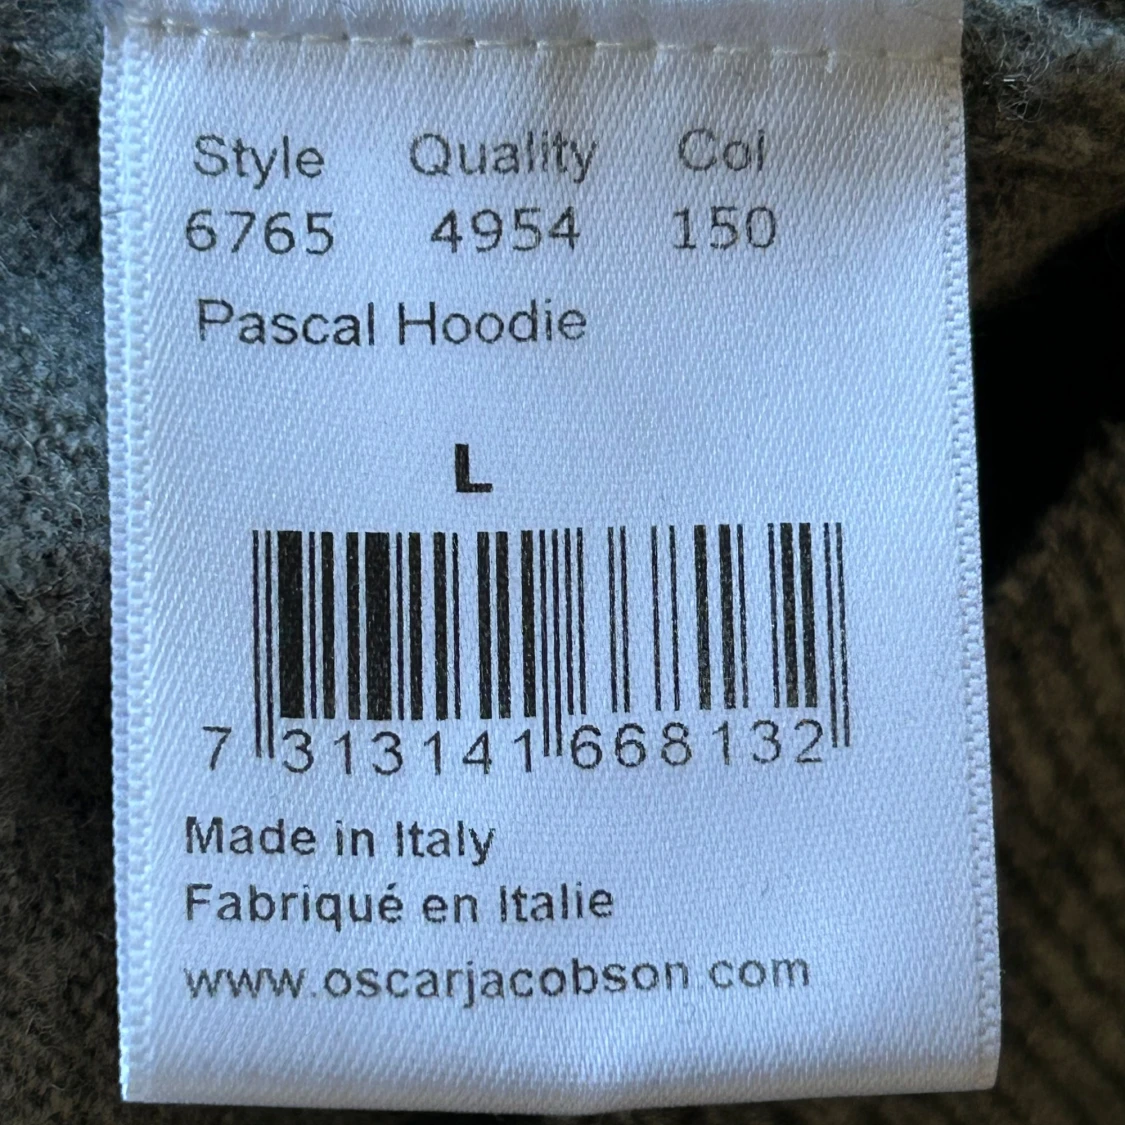 Style Quality Col
6765 4954 150
Pascal Hoodie
L
7 313141 668132
Made in Italy
Fabriqué en Italie
www.oscarjacobson.com